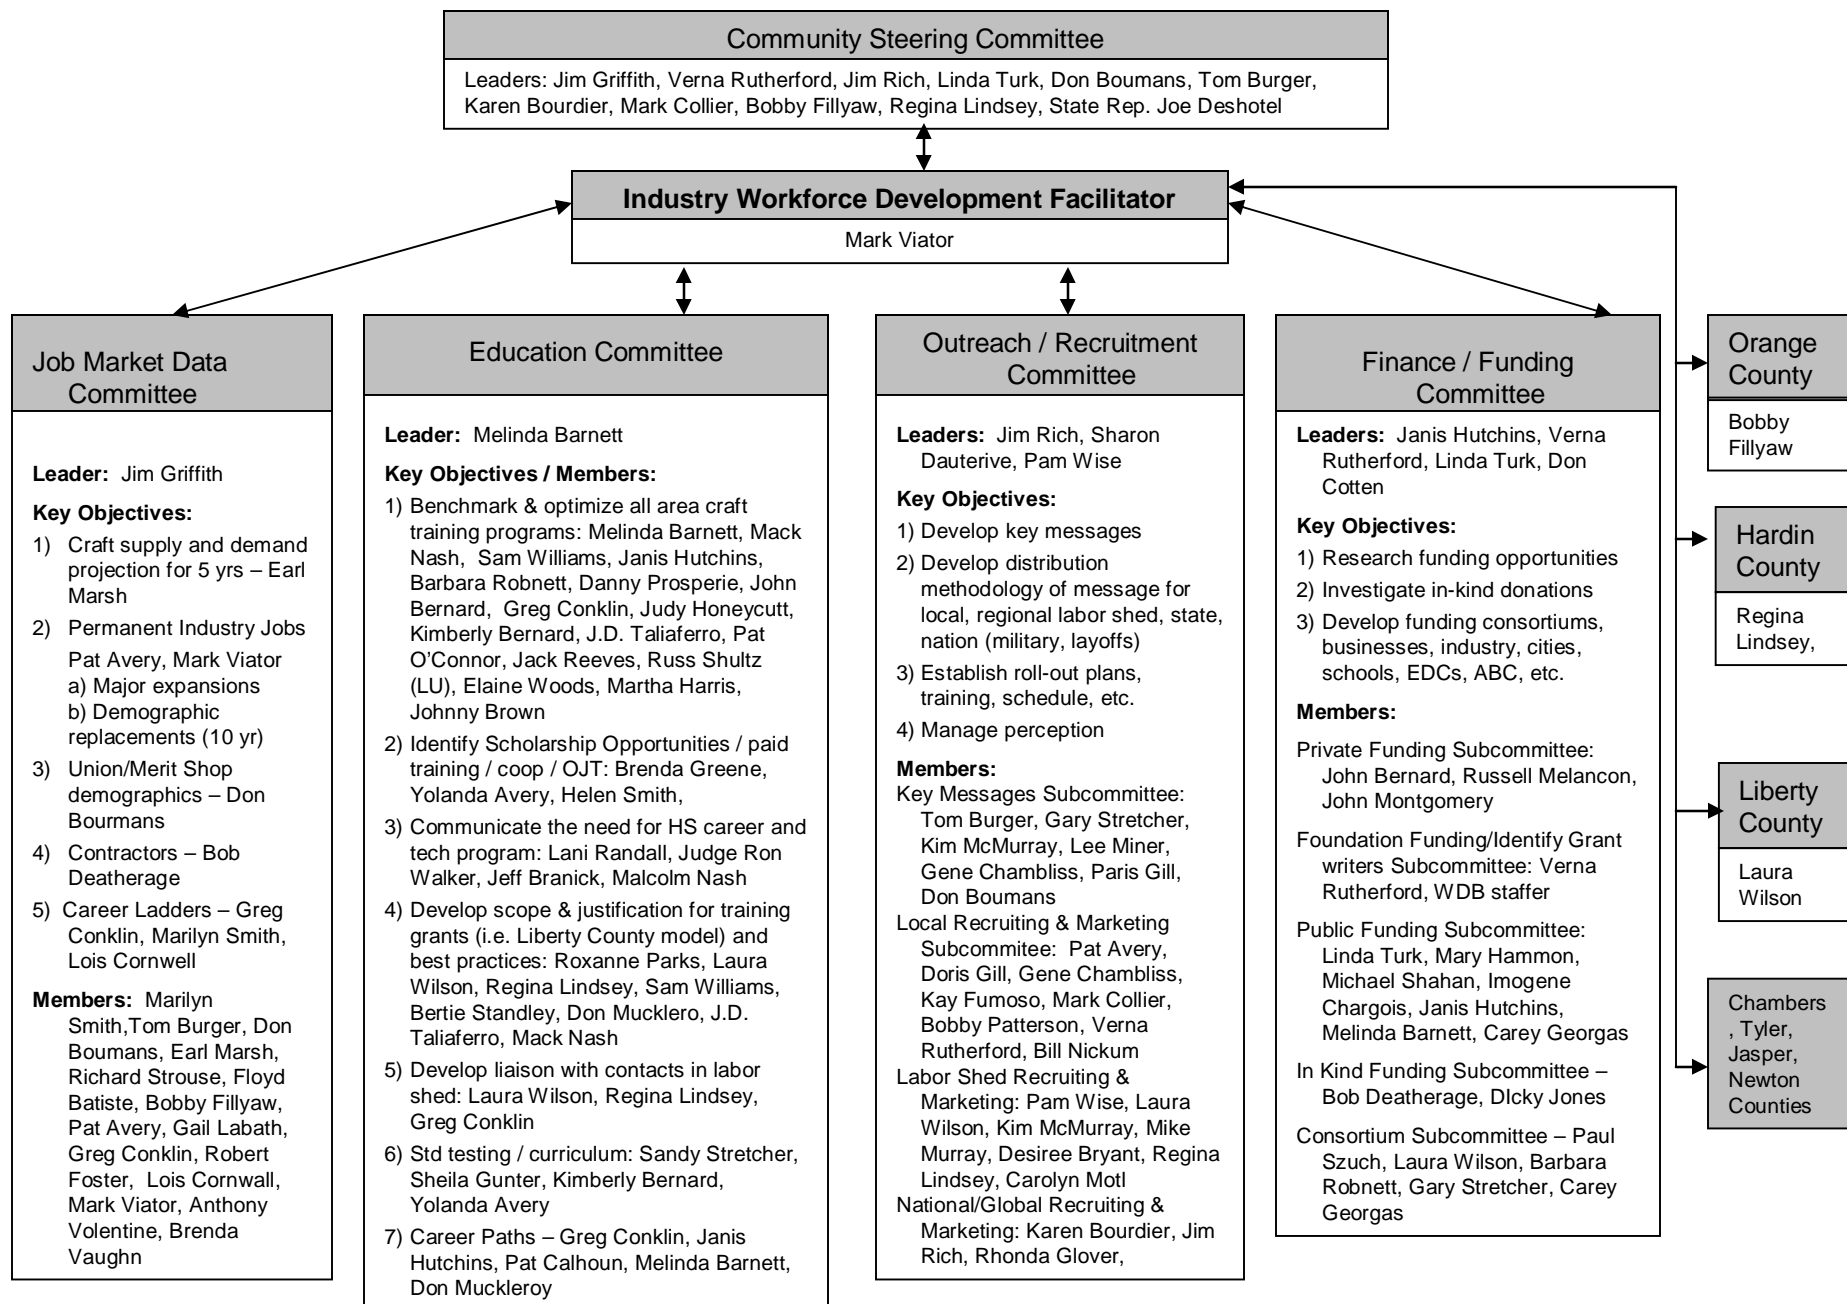 Community Steering Committee
Leaders: Jim Griffith, Verna Rutherford, Jim Rich, Linda Turk, Don Boumans, Tom Burger,
Karen Bourdier, Mark Collier, Bobby Fillyaw, Regina Lindsey, State Rep. Joe Deshotel
Industry Workforce Development Facilitator
Mark Viator
Job Market Data
Committee
Leader: Jim Griffith
Key Objectives:
1) Craft supply and demand
projection for 5 yrs – Earl
Marsh
2) Permanent Industry Jobs
Pat Avery, Mark Viator
a) Major expansions
b) Demographic
replacements (10 yr)
3) Union/Merit Shop
demographics – Don
Bourmans
4) Contractors – Bob
Deatherage
5) Career Ladders – Greg
Conklin, Marilyn Smith,
Lois Cornwell
Members: Marilyn
Smith,Tom Burger, Don
Boumans, Earl Marsh,
Richard Strouse, Floyd
Batiste, Bobby Fillyaw,
Pat Avery, Gail Labath,
Greg Conklin, Robert
Foster, Lois Cornwall,
Mark Viator, Anthony
Volentine, Brenda
Vaughn
Education Committee
Leader: Melinda Barnett
Key Objectives / Members:
1) Benchmark & optimize all area craft
training programs: Melinda Barnett, Mack
Nash, Sam Williams, Janis Hutchins,
Barbara Robnett, Danny Prosperie, John
Bernard, Greg Conklin, Judy Honeycutt,
Kimberly Bernard, J.D. Taliaferro, Pat
O’Connor, Jack Reeves, Russ Shultz
(LU), Elaine Woods, Martha Harris,
Johnny Brown
2) Identify Scholarship Opportunities / paid
training / coop / OJT: Brenda Greene,
Yolanda Avery, Helen Smith,
3) Communicate the need for HS career and
tech program: Lani Randall, Judge Ron
Walker, Jeff Branick, Malcolm Nash
4) Develop scope & justification for training
grants (i.e. Liberty County model) and
best practices: Roxanne Parks, Laura
Wilson, Regina Lindsey, Sam Williams,
Bertie Standley, Don Mucklero, J.D.
Taliaferro, Mack Nash
5) Develop liaison with contacts in labor
shed: Laura Wilson, Regina Lindsey,
Greg Conklin
6) Std testing / curriculum: Sandy Stretcher,
Sheila Gunter, Kimberly Bernard,
Yolanda Avery
7) Career Paths – Greg Conklin, Janis
Hutchins, Pat Calhoun, Melinda Barnett,
Don Muckleroy
Outreach / Recruitment
Committee
Leaders: Jim Rich, Sharon
Dauterive, Pam Wise
Key Objectives:
1) Develop key messages
2) Develop distribution
methodology of message for
local, regional labor shed, state,
nation (military, layoffs)
3) Establish roll-out plans,
training, schedule, etc.
4) Manage perception
Members:
Key Messages Subcommittee:
Tom Burger, Gary Stretcher,
Kim McMurray, Lee Miner,
Gene Chambliss, Paris Gill,
Don Boumans
Local Recruiting & Marketing
Subcommitee: Pat Avery,
Doris Gill, Gene Chambliss,
Kay Fumoso, Mark Collier,
Bobby Patterson, Verna
Rutherford, Bill Nickum
Labor Shed Recruiting &
Marketing: Pam Wise, Laura
Wilson, Kim McMurray, Mike
Murray, Desiree Bryant, Regina
Lindsey, Carolyn Motl
National/Global Recruiting &
Marketing: Karen Bourdier, Jim
Rich, Rhonda Glover,
Finance / Funding
Committee
Leaders: Janis Hutchins, Verna
Rutherford, Linda Turk, Don
Cotten
Key Objectives:
1) Research funding opportunities
2) Investigate in-kind donations
3) Develop funding consortiums,
businesses, industry, cities,
schools, EDCs, ABC, etc.
Members:
Private Funding Subcommittee:
John Bernard, Russell Melancon,
John Montgomery
Foundation Funding/Identify Grant
writers Subcommittee: Verna
Rutherford, WDB staffer
Public Funding Subcommittee:
Linda Turk, Mary Hammon,
Michael Shahan, Imogene
Chargois, Janis Hutchins,
Melinda Barnett, Carey Georgas
In Kind Funding Subcommittee –
Bob Deatherage, DIcky Jones
Consortium Subcommittee – Paul
Szuch, Laura Wilson, Barbara
Robnett, Gary Stretcher, Carey
Georgas
Orange
County
Bobby
Fillyaw
Hardin
County
Regina
Lindsey,
Liberty
County
Laura
Wilson
Chambers
, Tyler,
Jasper,
Newton
Counties